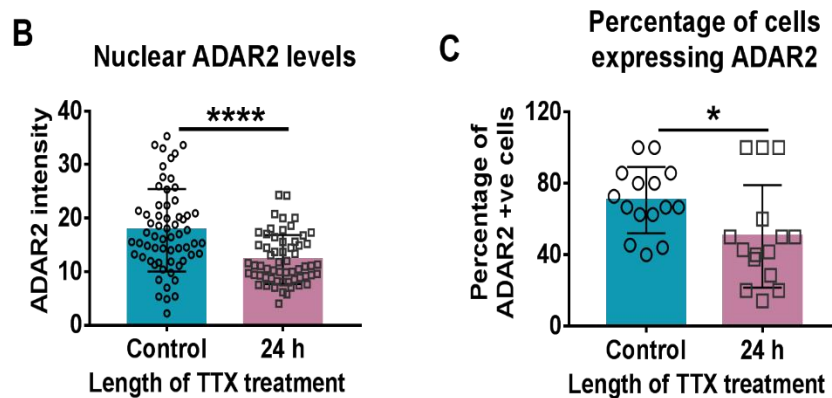 B
Nuclear ADAR2 levels
ADAR2 intensity
40
30
20
10
0
****
Control
24 h
Length of TTX treatment
C
Percentage of cells
expressing ADAR2
Percentage of
ADAR2 +ve cells
120
80
40
0
*
Control
24 h
Length of TTX treatment